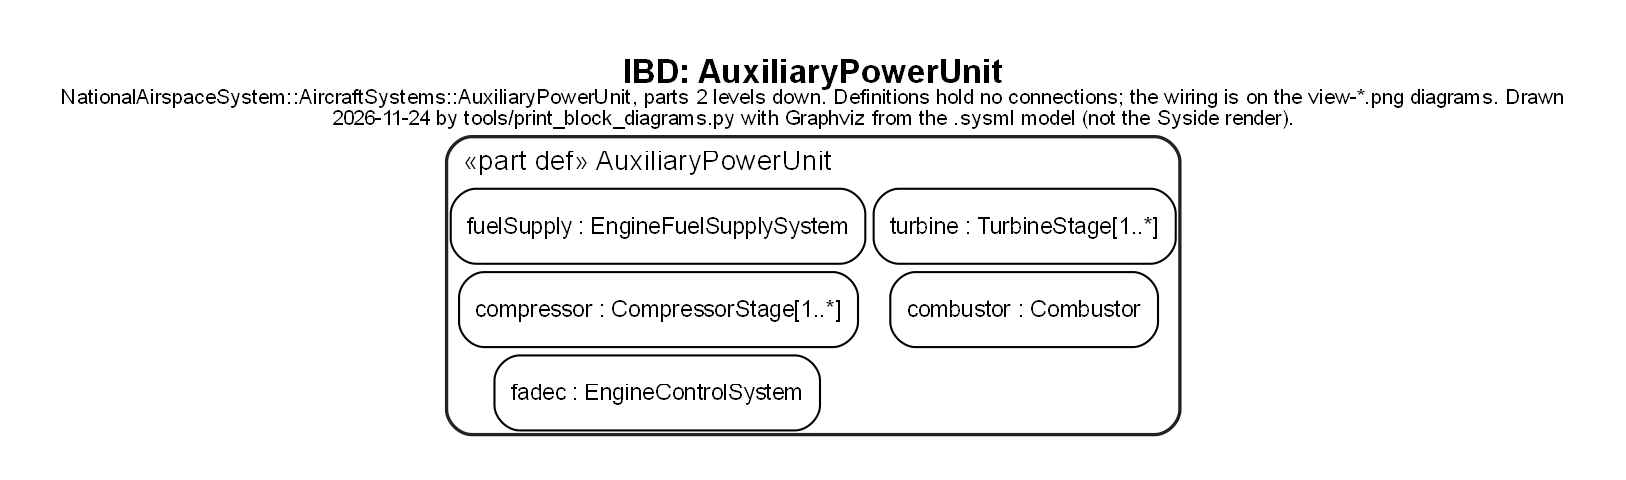 IBD: AuxiliaryPowerUnit
NationalAirspaceSystem::AircraftSystems::AuxiliaryPowerUnit, parts 2 levels down. Definitions hold no connections; the wiring is on the view-*.png diagrams. Drawn
2026-11-24 by tools/print_block_diagrams.py with Graphviz from the .sysml model (not the Syside render).
«part def» AuxiliaryPowerUnit
fuelSupply : EngineFuelSupplySystem
turbine : TurbineStage[1..*]
compressor : CompressorStage[1..*]
combustor : Combustor
fadec : EngineControlSystem